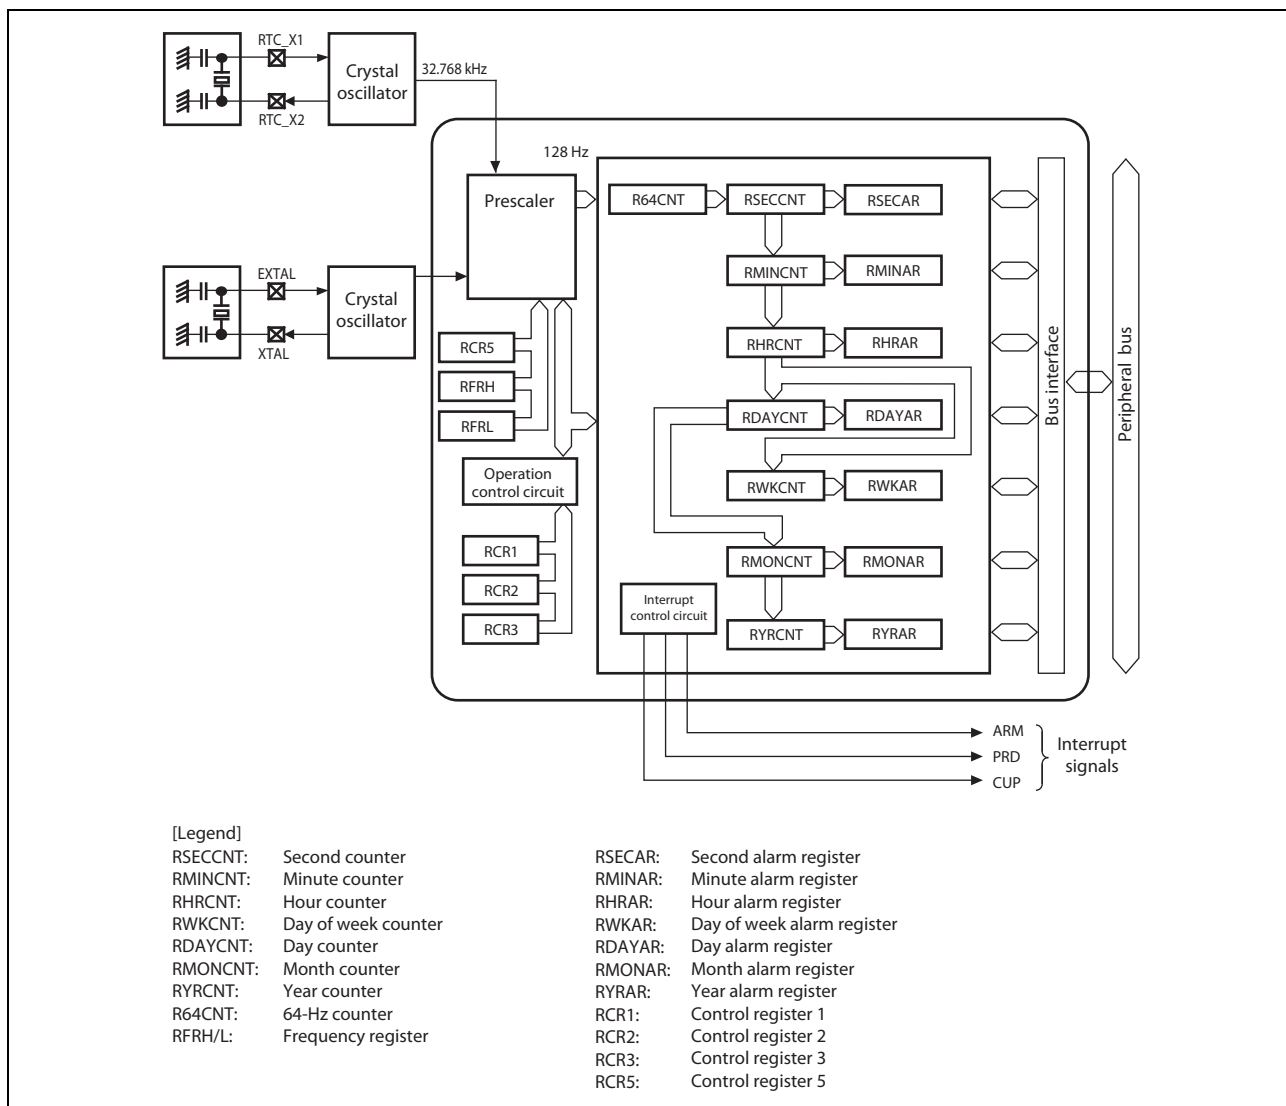 RTC_X1
Crystal
oscillator
32.768 kHz
RTC_X2
128 Hz
Prescaler
R64CNT
RSECCNT
RSECAR
EXTAL
Crystal
oscillator
XTAL
RMINCNT
RMINAR
RCR5
RFRH
RFRL
RHRCNT
RHRAR
RDAYCNT
RDAYAR
Operation
control circuit
RWKCNT
RWKAR
RCR1
RCR2
RCR3
RMONCNT
RMONAR
Interrupt
control circuit
RYRCNT
RYRAR
Bus interface
Peripheral bus
ARM
PRD
CUP
Interrupt
signals
[Legend]
RSECCNT: Second counter
RMINCNT: Minute counter
RHRCNT: Hour counter
RWKCNT: Day of week counter
RDAYCNT: Day counter
RMONCNT: Month counter
RYRCNT: Year counter
R64CNT: 64-Hz counter
RFRH/L: Frequency register
RSECAR: Second alarm register
RMINAR: Minute alarm register
RHRAR: Hour alarm register
RWKAR: Day of week alarm register
RDAYAR: Day alarm register
RMONAR: Month alarm register
RYRAR: Year alarm register
RCR1: Control register 1
RCR2: Control register 2
RCR3: Control register 3
RCR5: Control register 5